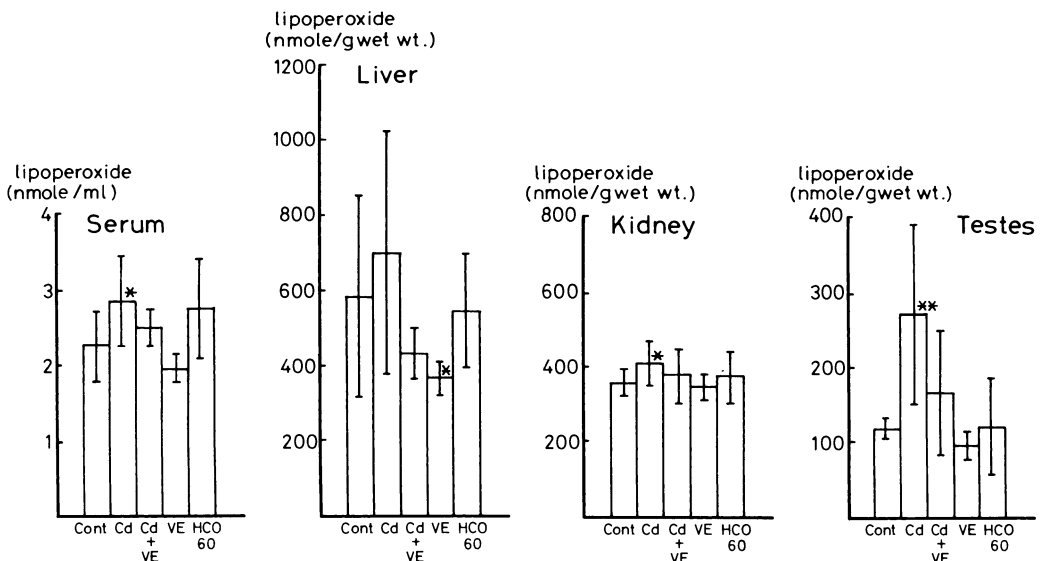 lipoperoxide
(nmole/ml)
Serum
4
3
2
1
*
Cont Cd Cd VE HCO
+ 60
VE
lipoperoxide
(nmole/gwet wt.)
Liver
1200
1000
800
600
400
200
*
Cont Cd Cd VE HCO
+ 60
VE
lipoperoxide
(nmole/gwet wt.)
Kidney
800
600
400
200
*
Cont Cd Cd VE HCO
+ 60
VE
lipoperoxide
(nmole/gwet wt.)
Testes
400
300
200
100
**
Cont Cd Cd VE HCO
+ 60
VE